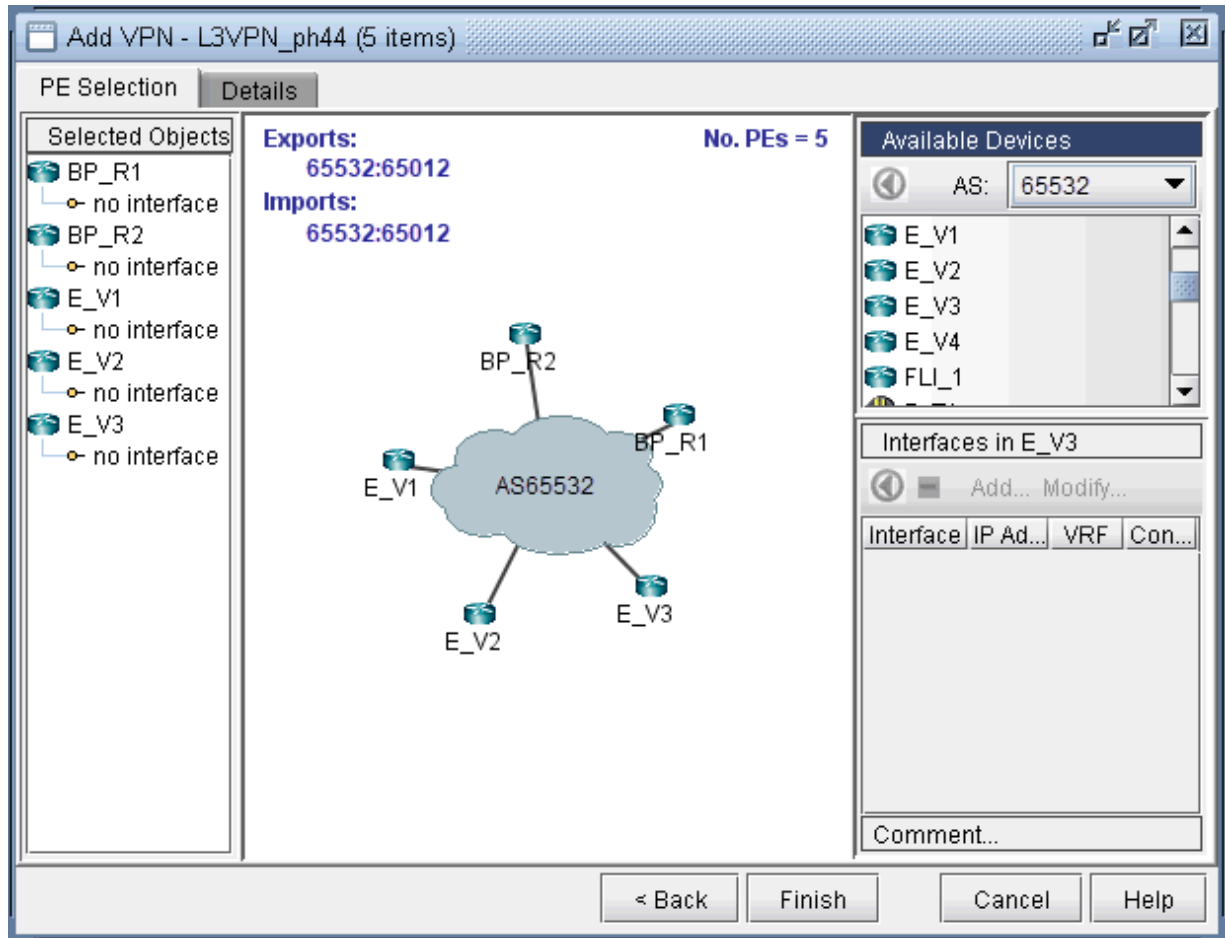 Add VPN - L3VPN_ph44 (5 items)
PE Selection
Details
Selected Objects
BP_R1
no interface
BP_R2
no interface
E_V1
no interface
E_V2
no interface
E_V3
no interface
Exports:
65532:65012
Imports:
65532:65012
No. PEs = 5
BP_R2
BP_R1
E_V1
AS65532
E_V3
E_V2
Available Devices
AS: 65532
E_V1
E_V2
E_V3
E_V4
FLI_1
Interfaces in E_V3
Add... Modify...
Interface IP Ad... VRF Con...
Comment...
< Back Finish Cancel Help